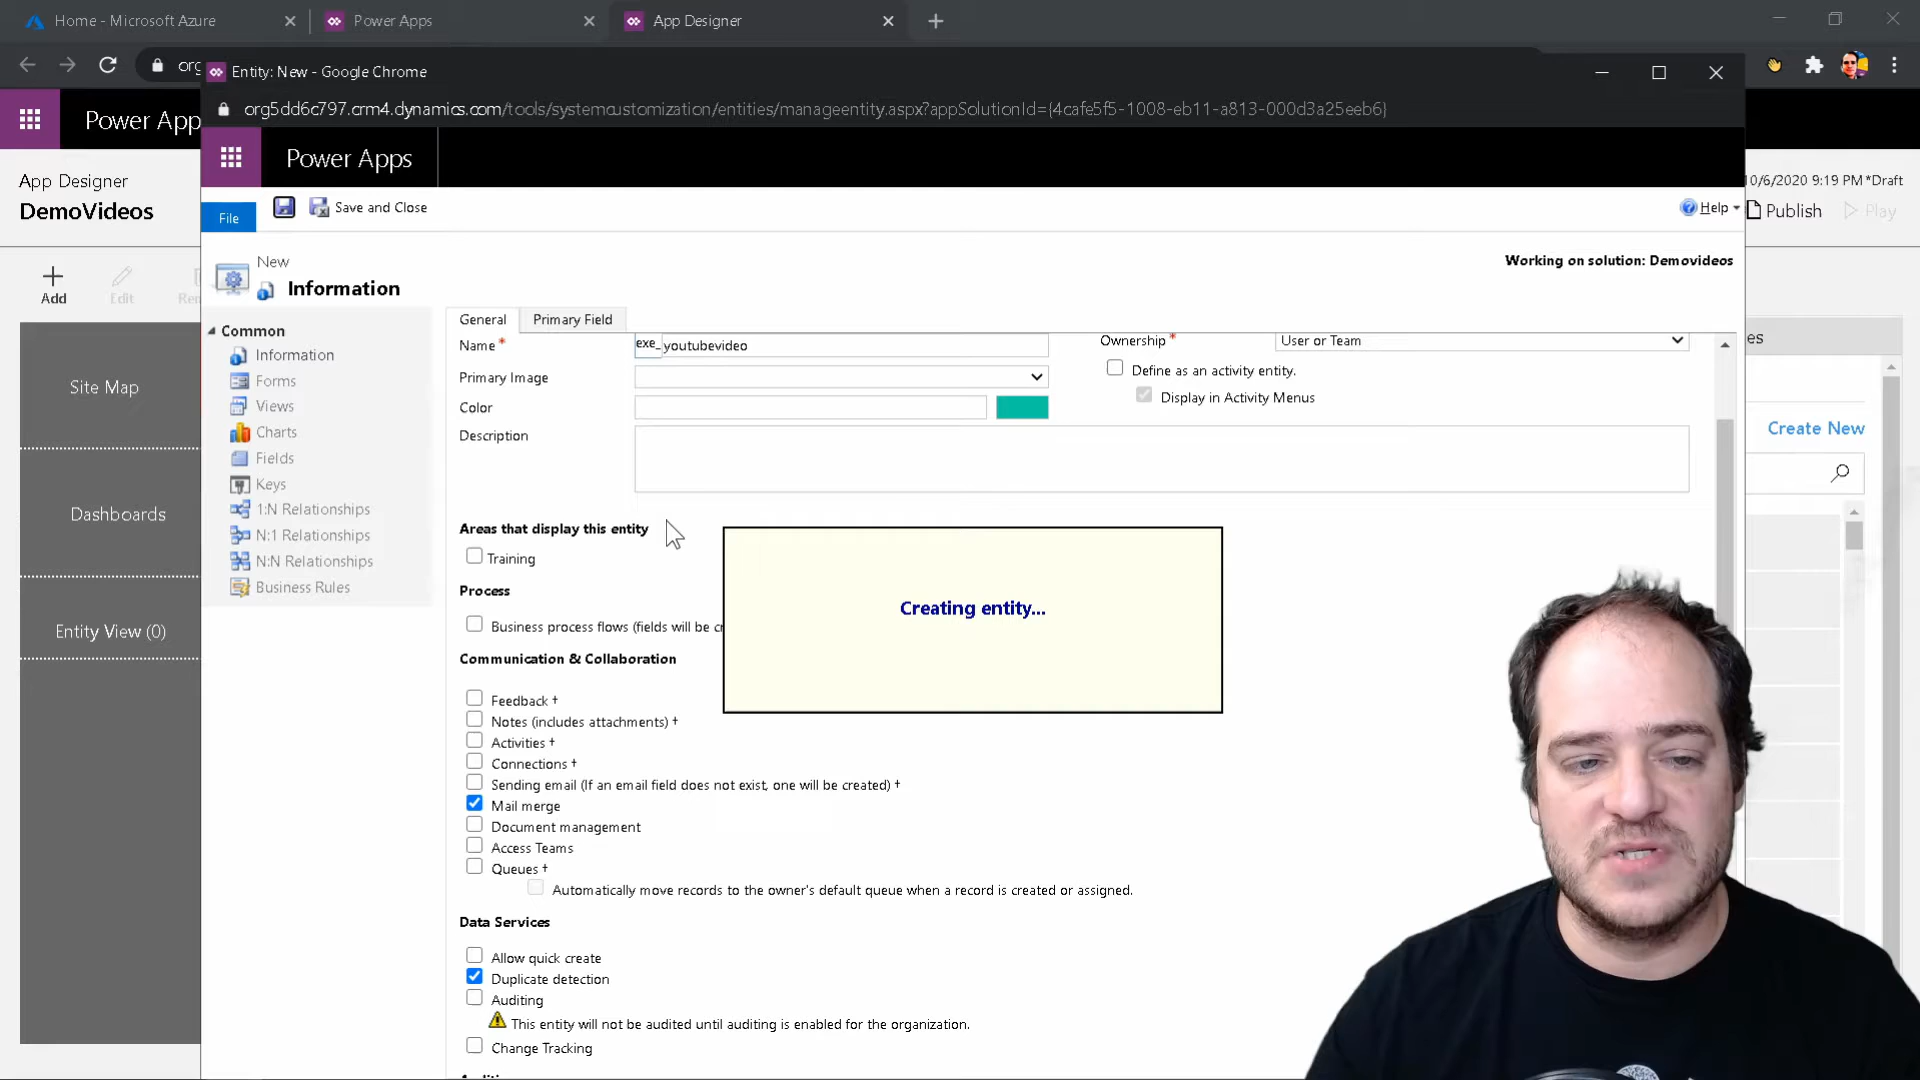 Home - Microsoft Azure
Power Apps
App Designer
Entity: New - Google Chrome
org5dd6c797.crm4.dynamics.com/tools/systemcustomization/entities/manageentity.aspx?appSolutionId={4cafe5f5-1008-eb11-a813-000d3a25eeb6}
Power App
Power Apps
App Designer
DemoVideos
10/6/2020 9:19 PM *Draft
Publish
Play
File
Save and Close
Help
New
Information
Working on solution: Demovideos
Add
Edit
Common
Information
Forms
Views
Charts
Fields
Keys
1:N Relationships
N:1 Relationships
N:N Relationships
Business Rules
Site Map
Dashboards
Entity View (0)
General
Primary Field
Name *
exe_ youtubevideo
Ownership *
User or Team
Primary Image
Define as an activity entity.
Display in Activity Menus
Color
Description
Create New
Areas that display this entity
Training
Process
Business process flows (fields will be cr
Creating entity...
Communication & Collaboration
Feedback †
Notes (includes attachments) †
Activities †
Connections †
Sending email (If an email field does not exist, one will be created) †
Mail merge
Document management
Access Teams
Queues †
Automatically move records to the owner's default queue when a record is created or assigned.
Data Services
Allow quick create
Duplicate detection
Auditing
This entity will not be audited until auditing is enabled for the organization.
Change Tracking